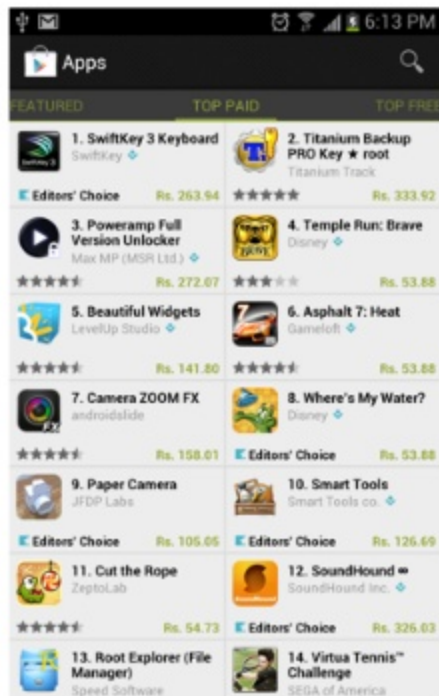 6:13 PM
Apps
FEATURED
TOP PAID
TOP FREE
1. SwiftKey 3 Keyboard
SwiftKey
Editors' Choice
Rs. 263.94
2. Titanium Backup
PRO Key ★ root
Titanium Track
Rs. 333.92
3. Poweramp Full
Version Unlocker
Max MP (MSR Ltd.)
Rs. 272.07
4. Temple Run: Brave
Disney
Rs. 53.88
5. Beautiful Widgets
LevelUp Studio
Rs. 141.80
6. Asphalt 7: Heat
Gameloft
Rs. 53.88
7. Camera ZOOM FX
androidslide
Rs. 158.01
8. Where's My Water?
Disney
Editors' Choice
Rs. 53.88
9. Paper Camera
JFDP Labs
Editors' Choice
Rs. 105.05
10. Smart Tools
Smart Tools co.
Editors' Choice
Rs. 126.69
11. Cut the Rope
ZeptoLab
Rs. 54.73
12. SoundHound ∞
SoundHound Inc.
Editors' Choice
Rs. 326.03
13. Root Explorer (File
Manager)
Speed Software
14. Virtua Tennis™
Challenge
SEGA of America